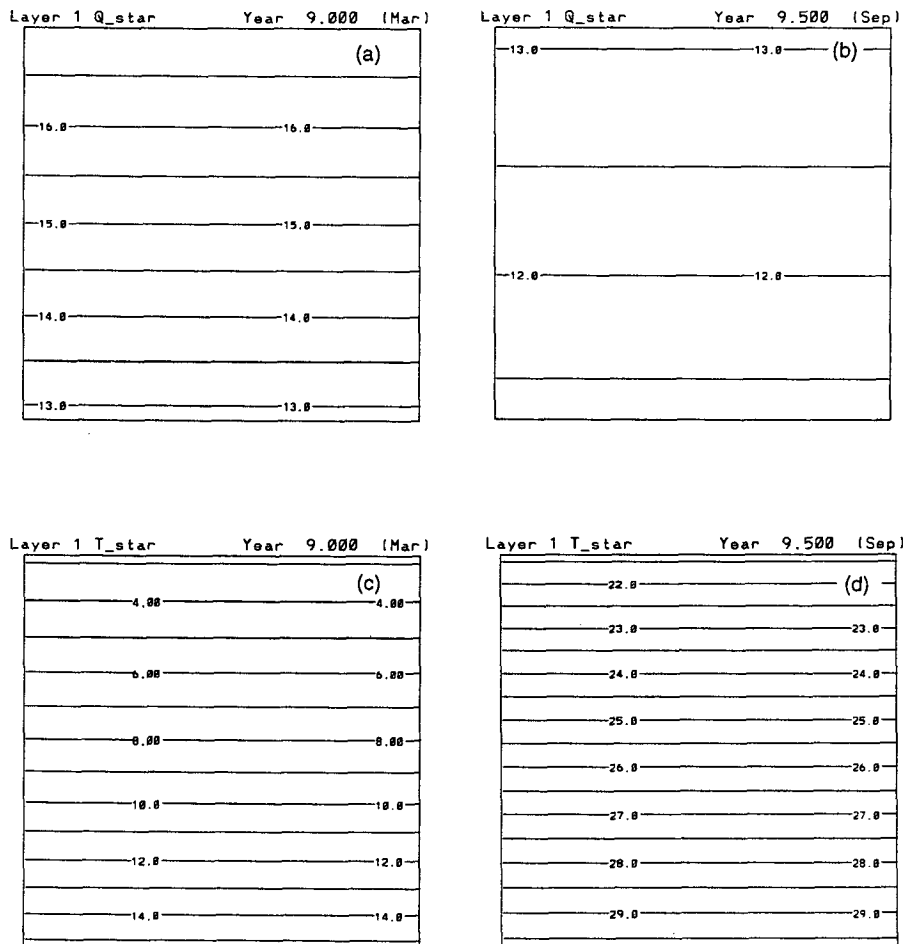 Layer 1 Q_star Year 9.000 (Mar)
(a)
16.0 16.0
15.0 15.0
14.0 14.0
13.0 13.0
Layer 1 Q_star Year 9.500 (Sep)
13.0 13.0 (b)
12.0 12.0
Layer 1 T_star Year 9.000 (Mar)
(c)
4.00 4.00
6.00 6.00
8.00 8.00
10.0 10.0
12.0 12.0
14.0 14.0
Layer 1 T_star Year 9.500 (Sep)
22.0 (d)
23.0 23.0
24.0 24.0
25.0 25.0
26.0 26.0
27.0 27.0
28.0 28.0
29.0 29.0